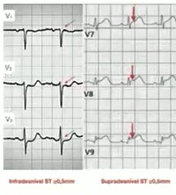 V₁
V7
V₂
V8
V₃
V9
Infradesnivel ST ≥0,5mm
Supradesnivel ST ≥0,5mm